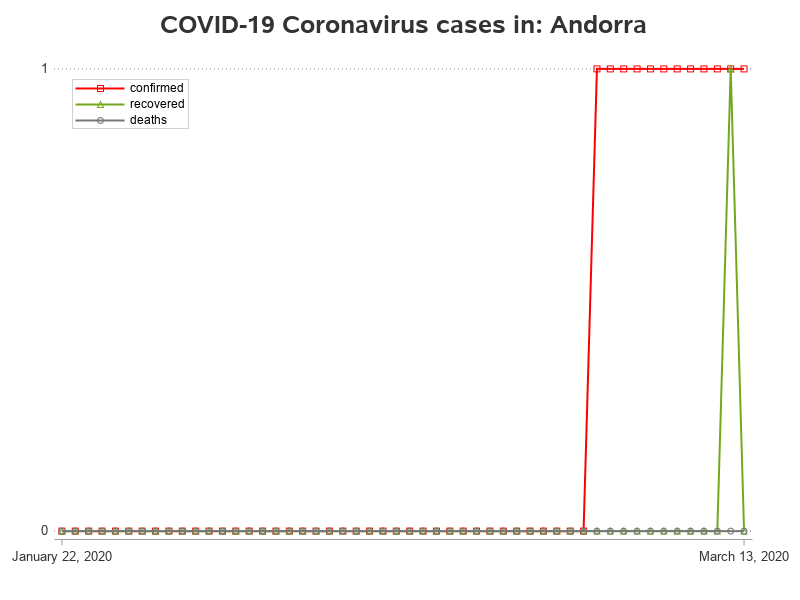 COVID-19 Coronavirus cases in: Andorra
1
confirmed
recovered
deaths
0
January 22, 2020
March 13, 2020